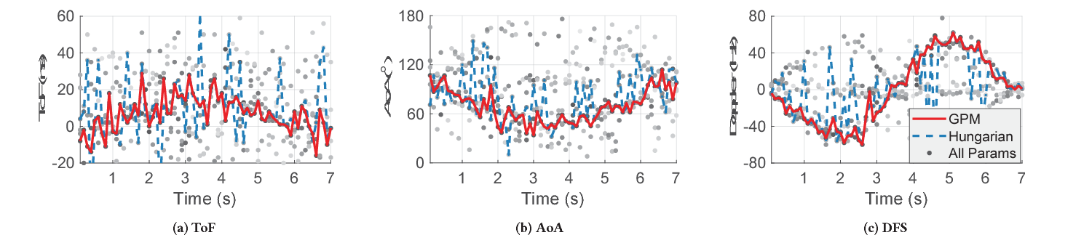 60
40
20
0
-20
1 2 3 4 5 6 7
Time (s)
(a) ToF
180
120
60
0
1 2 3 4 5 6 7
Time (s)
(b) AoA
80
40
0
-40
-80
1 2 3 4 5 6 7
Time (s)
GPM
Hungarian
All Params
(c) DFS